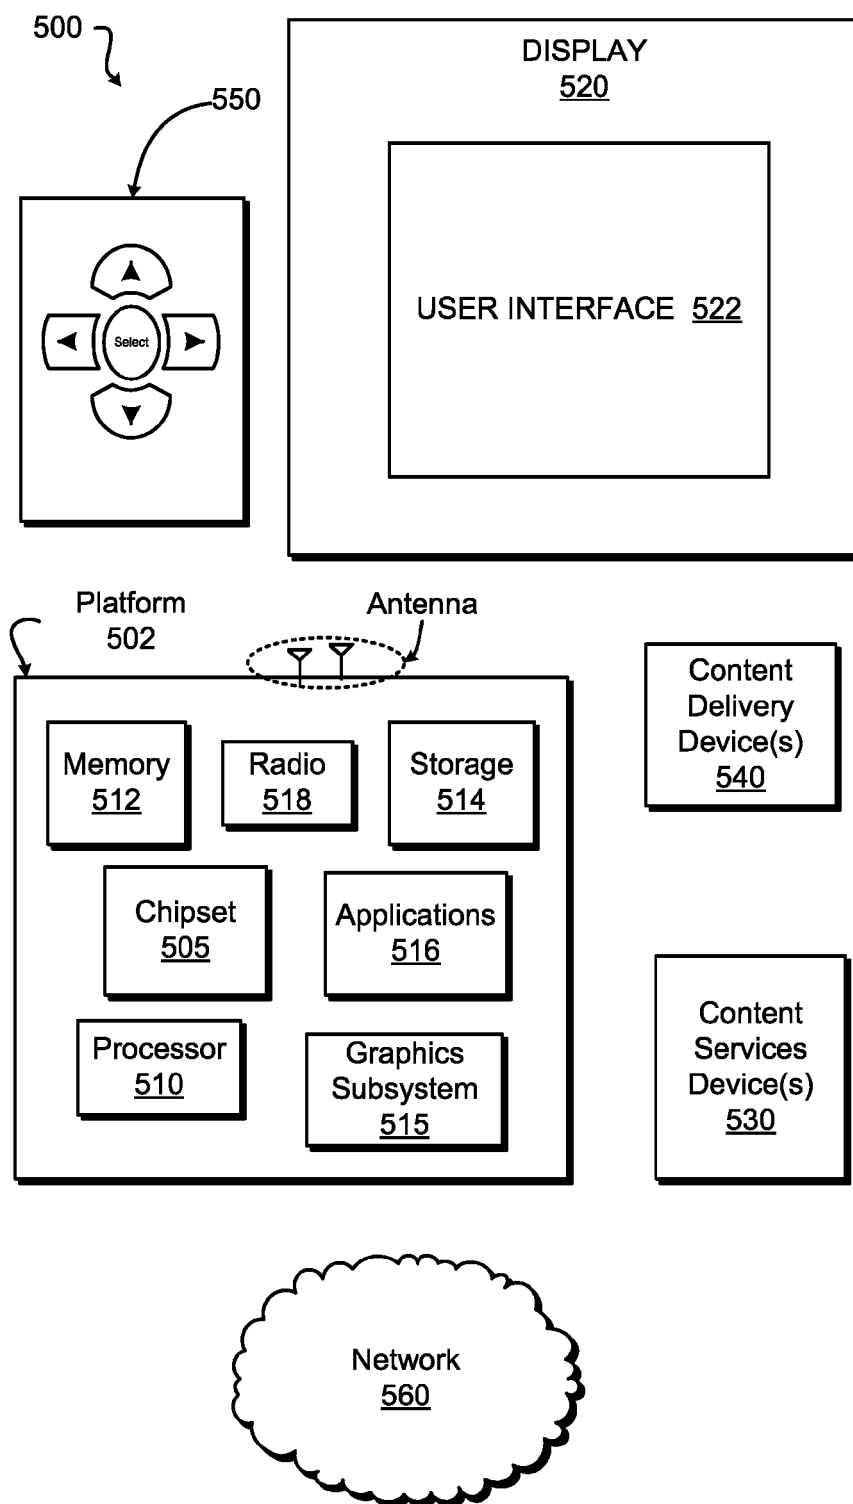 500
550
DISPLAY
520
Select
USER INTERFACE 522
Platform
502
Antenna
Content
Delivery
Device(s)
540
Memory
512
Radio
518
Storage
514
Chipset
505
Applications
516
Content
Services
Device(s)
530
Processor
510
Graphics
Subsystem
515
Network
560